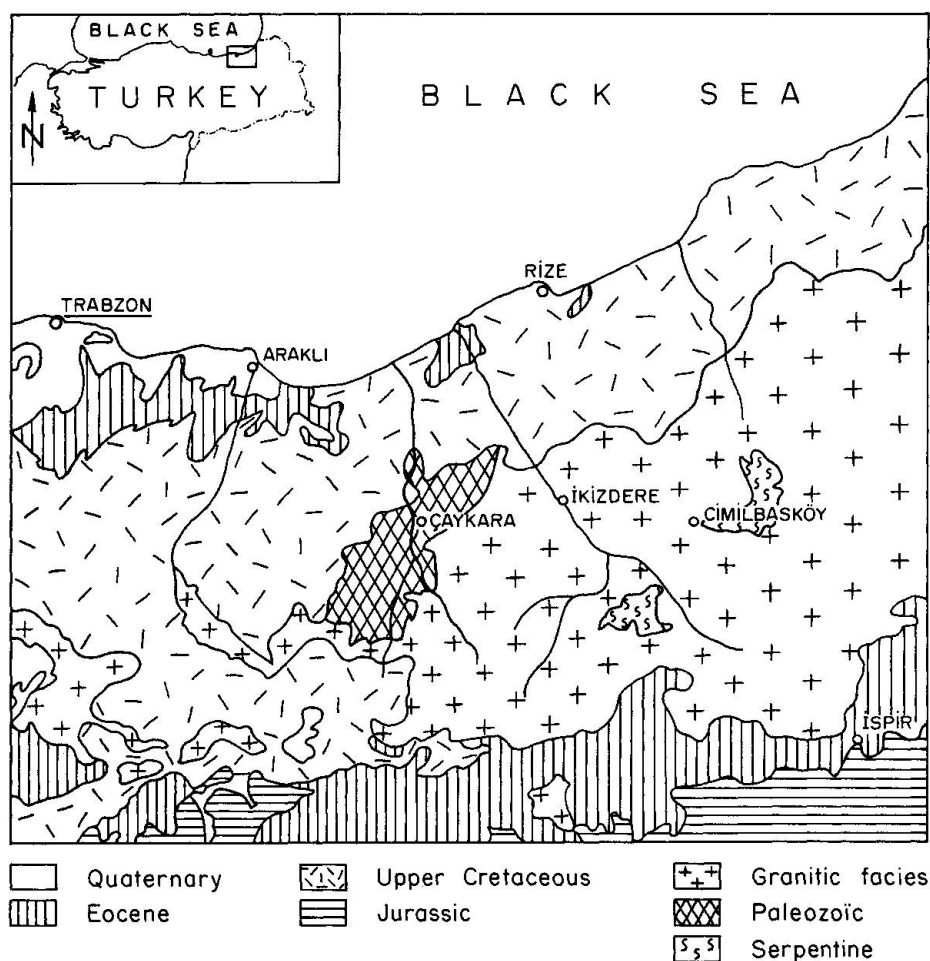 BLACK SEA
TURKEY
N
BLACK SEA
RİZE
TRABZON
ARAKLI
İKİZDERE
ÇAYKARA
CİMİLBASKÖY
İSPİR
Quaternary
Upper Cretaceous
Granitic facies
Eocene
Jurassic
Paleozoïc
Serpentine